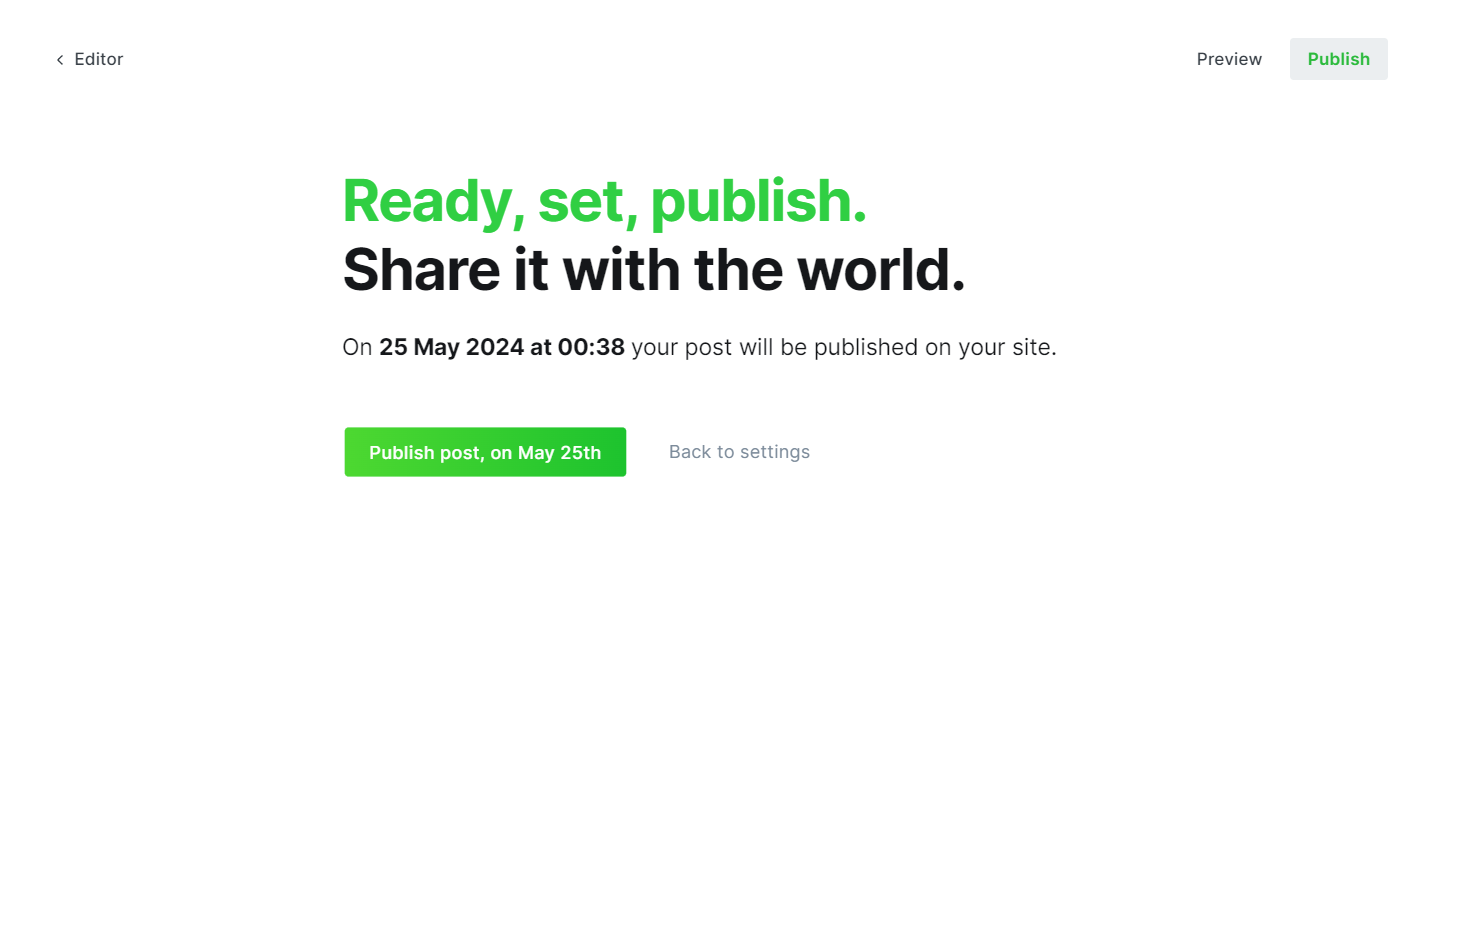 Editor
Preview
Publish
Ready, set, publish.
Share it with the world.
On 25 May 2024 at 00:38 your post will be published on your site.
Publish post, on May 25th
Back to settings